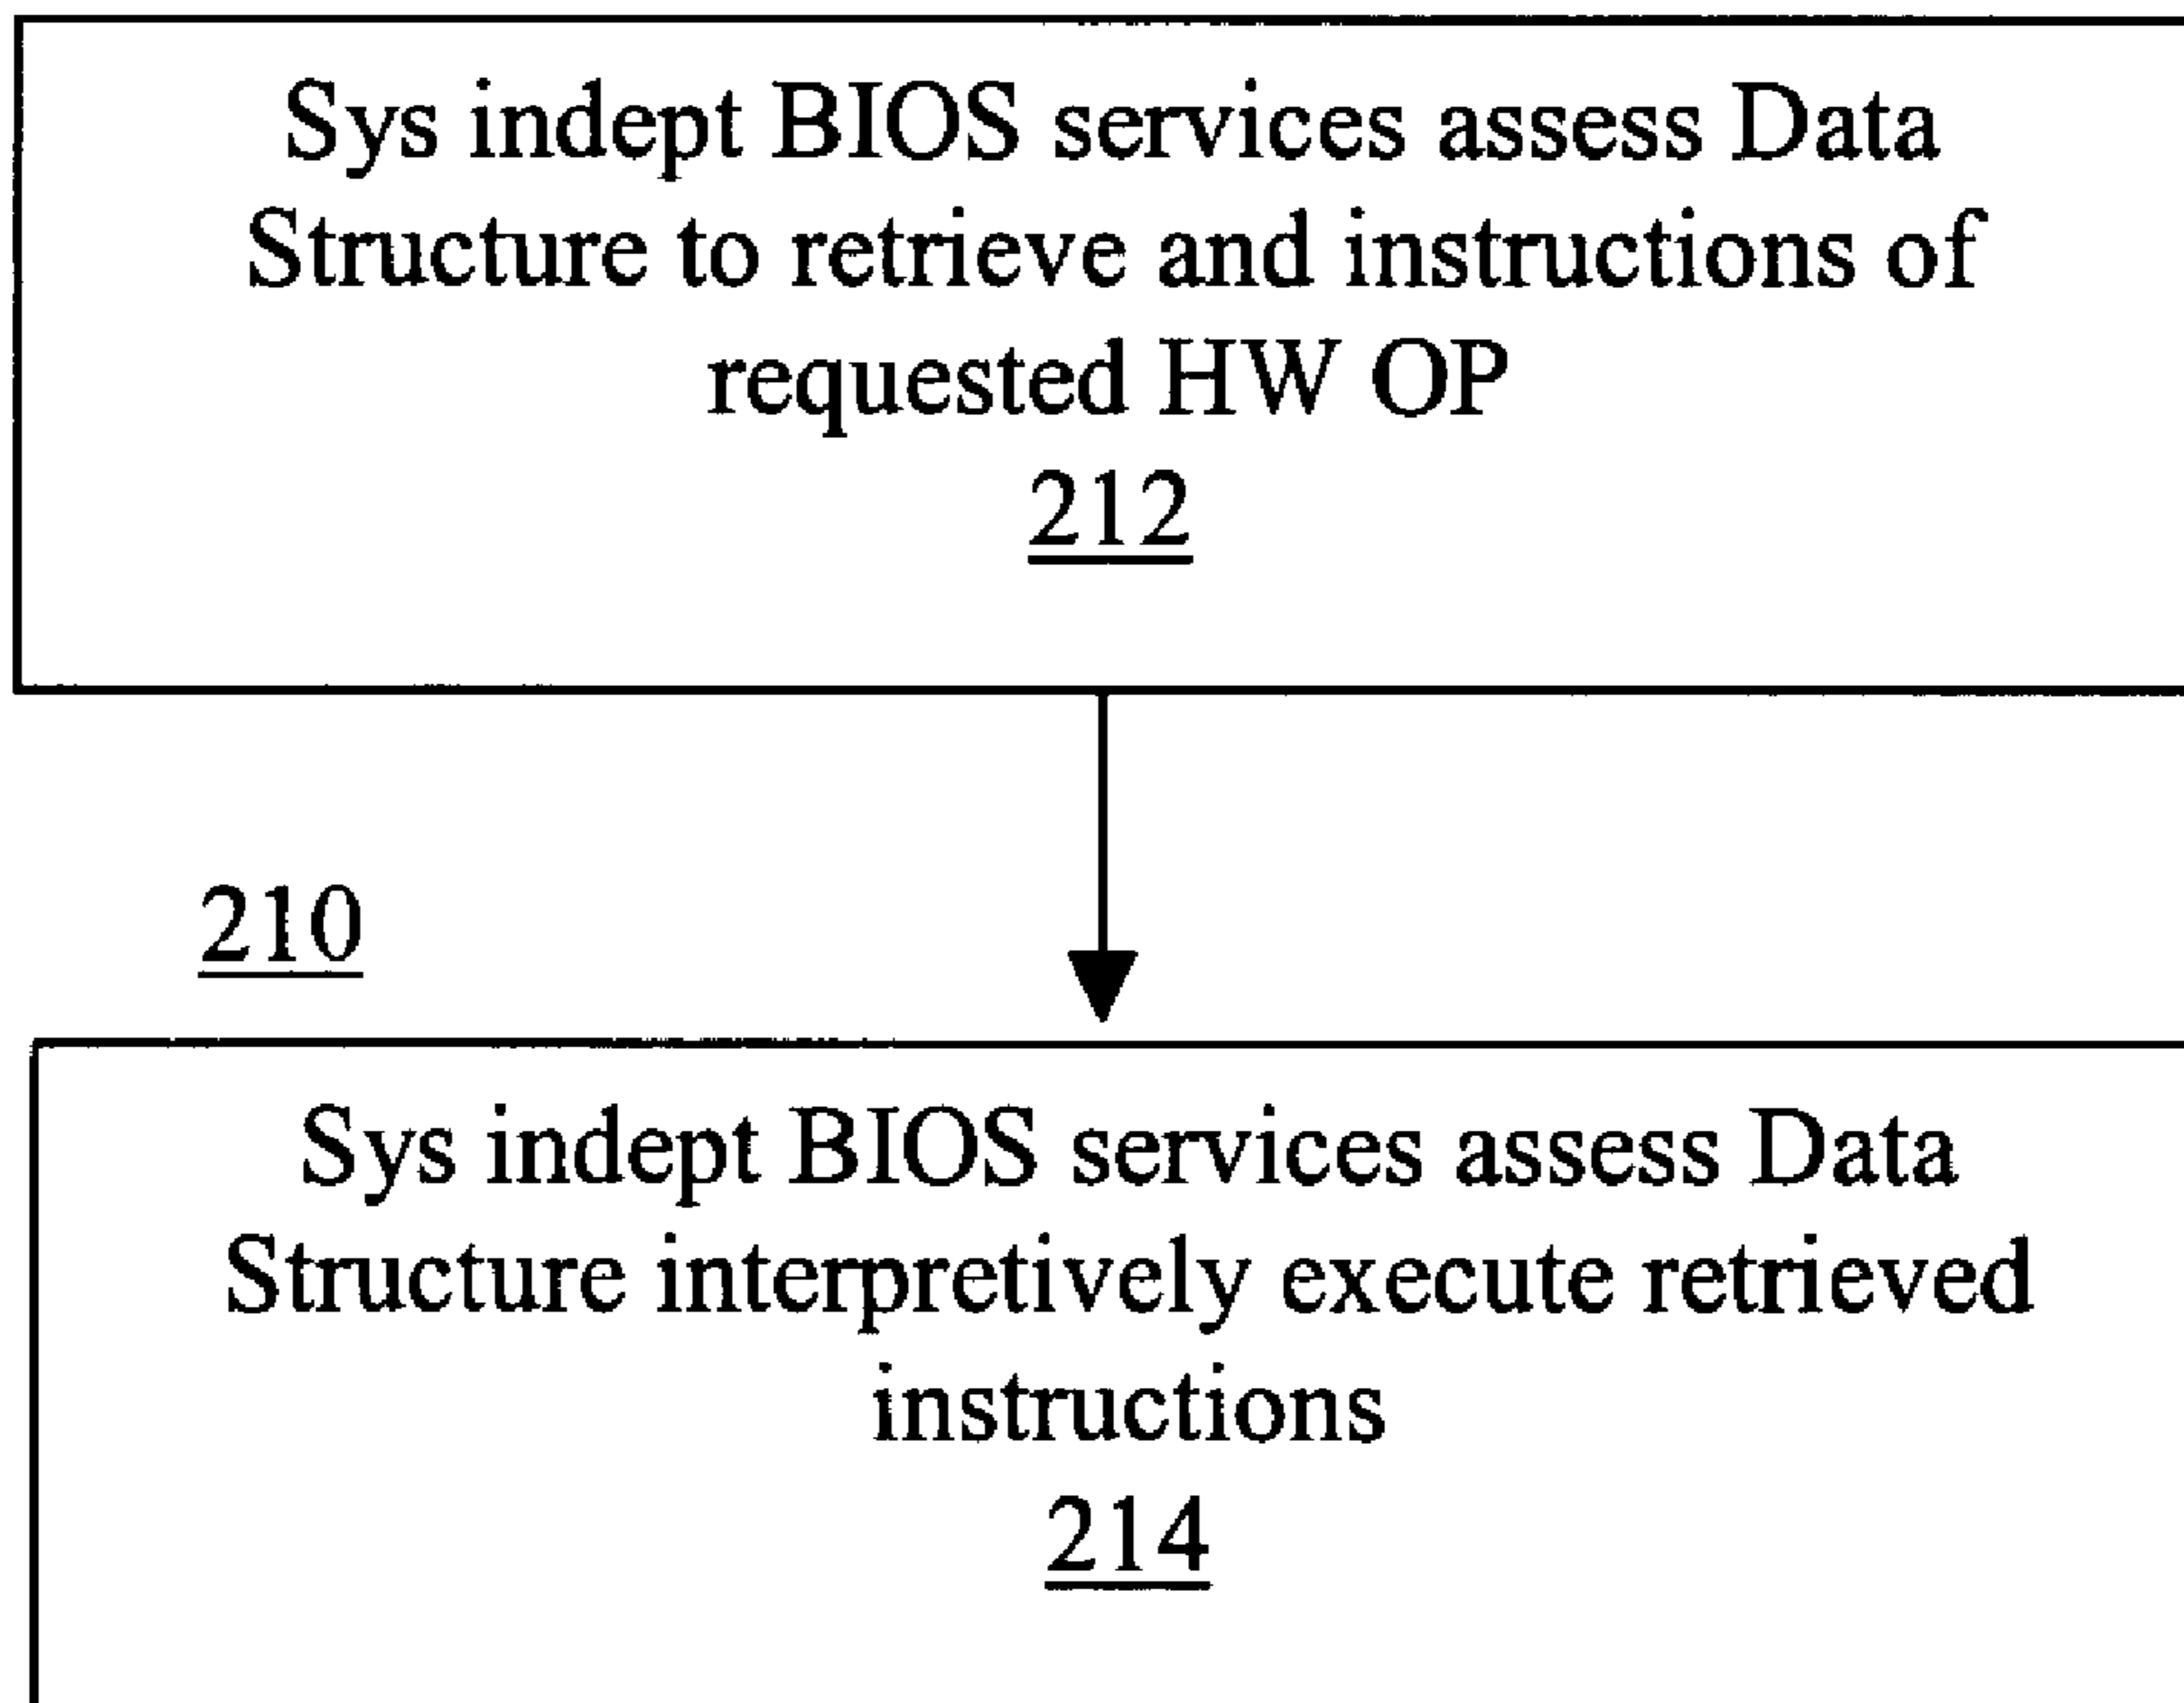 Sys indept BIOS services assess Data
Structure to retrieve and instructions of
requested HW OP
212
210
Sys indept BIOS services assess Data
Structure interpretively execute retrieved
instructions
214